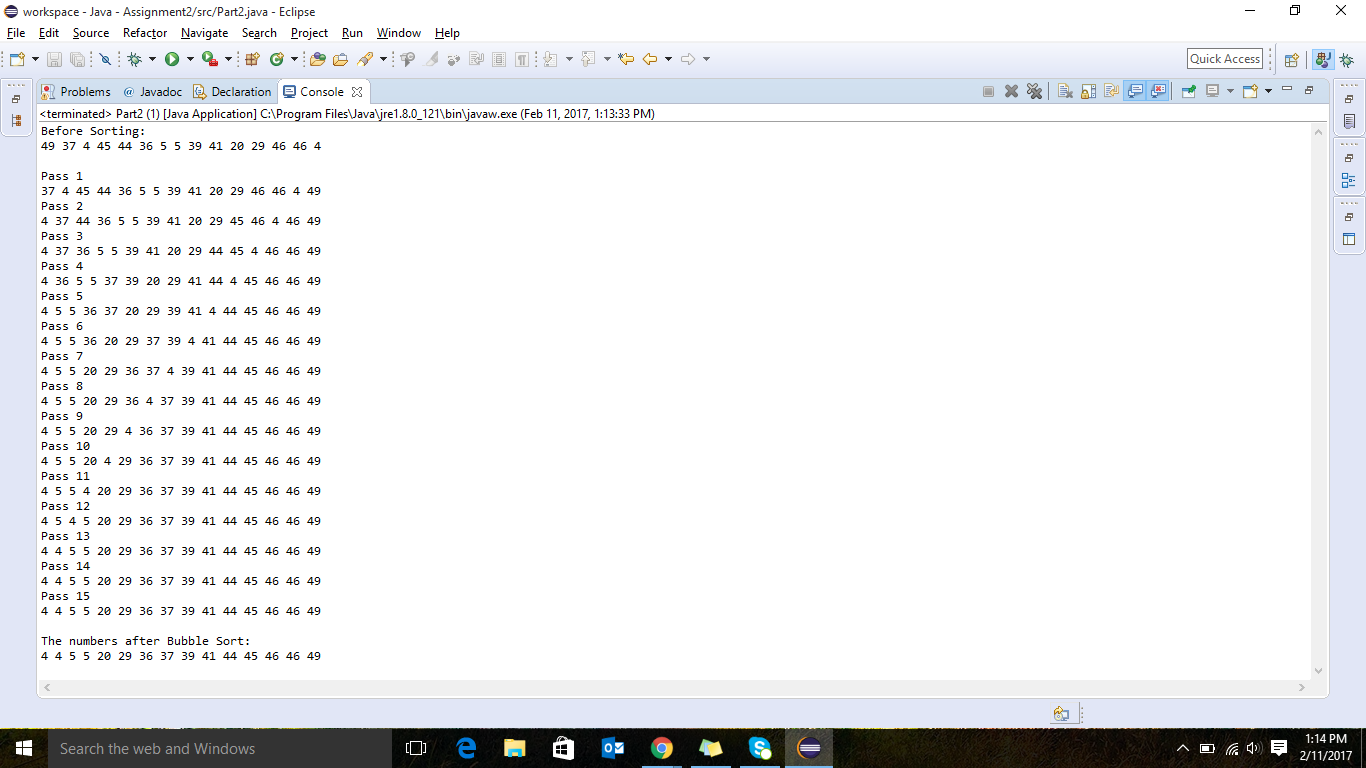 workspace - Java - Assignment2/src/Part2.java - Eclipse
File Edit Source Refactor Navigate Search Project Run Window Help
Quick Access
Problems @ Javadoc Declaration Console
<terminated> Part2 (1) [Java Application] C:\Program Files\Java\jre1.8.0_121\bin\javaw.exe (Feb 11, 2017, 1:13:33 PM)
Before Sorting:
49 37 4 45 44 36 5 5 39 41 20 29 46 46 4
Pass 1
37 4 45 44 36 5 5 39 41 20 29 46 46 4 49
Pass 2
4 37 44 36 5 5 39 41 20 29 45 46 4 46 49
Pass 3
4 37 36 5 5 39 41 20 29 44 45 4 46 46 49
Pass 4
4 36 5 5 37 39 20 29 41 44 4 45 46 46 49
Pass 5
4 5 5 36 37 20 29 39 41 4 44 45 46 46 49
Pass 6
4 5 5 36 20 29 37 39 4 41 44 45 46 46 49
Pass 7
4 5 5 20 29 36 37 4 39 41 44 45 46 46 49
Pass 8
4 5 5 20 29 36 4 37 39 41 44 45 46 46 49
Pass 9
4 5 5 20 29 4 36 37 39 41 44 45 46 46 49
Pass 10
4 5 5 20 4 29 36 37 39 41 44 45 46 46 49
Pass 11
4 5 5 4 20 29 36 37 39 41 44 45 46 46 49
Pass 12
4 5 4 5 20 29 36 37 39 41 44 45 46 46 49
Pass 13
4 4 5 5 20 29 36 37 39 41 44 45 46 46 49
Pass 14
4 4 5 5 20 29 36 37 39 41 44 45 46 46 49
Pass 15
4 4 5 5 20 29 36 37 39 41 44 45 46 46 49
The numbers after Bubble Sort:
4 4 5 5 20 29 36 37 39 41 44 45 46 46 49
Search the web and Windows
1:14 PM
2/11/2017